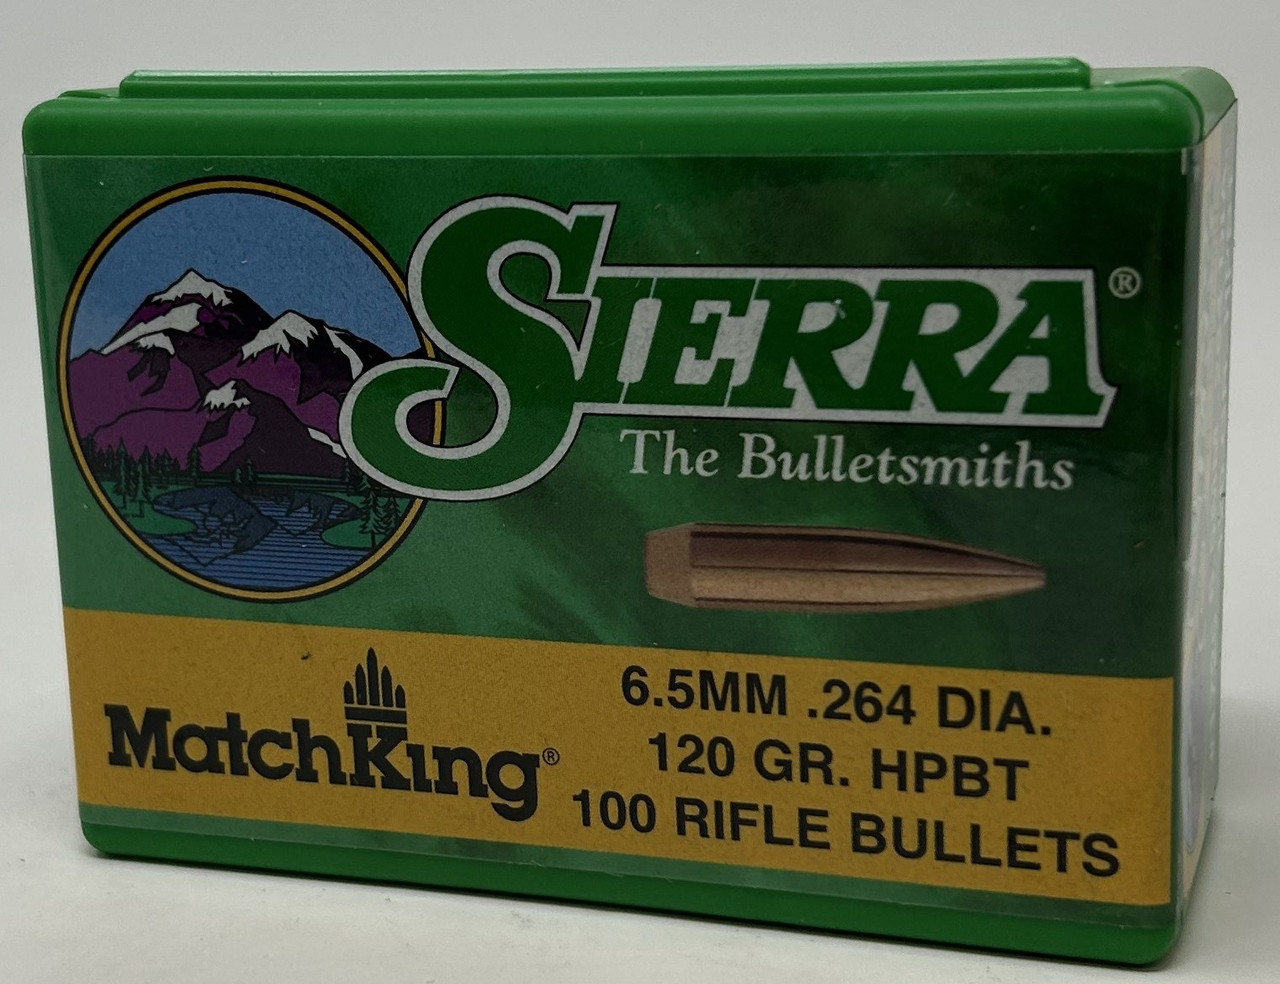 SIERRA®
The Bulletsmiths
MatchKing®
6.5MM .264 DIA.
120 GR. HPBT
100 RIFLE BULLETS